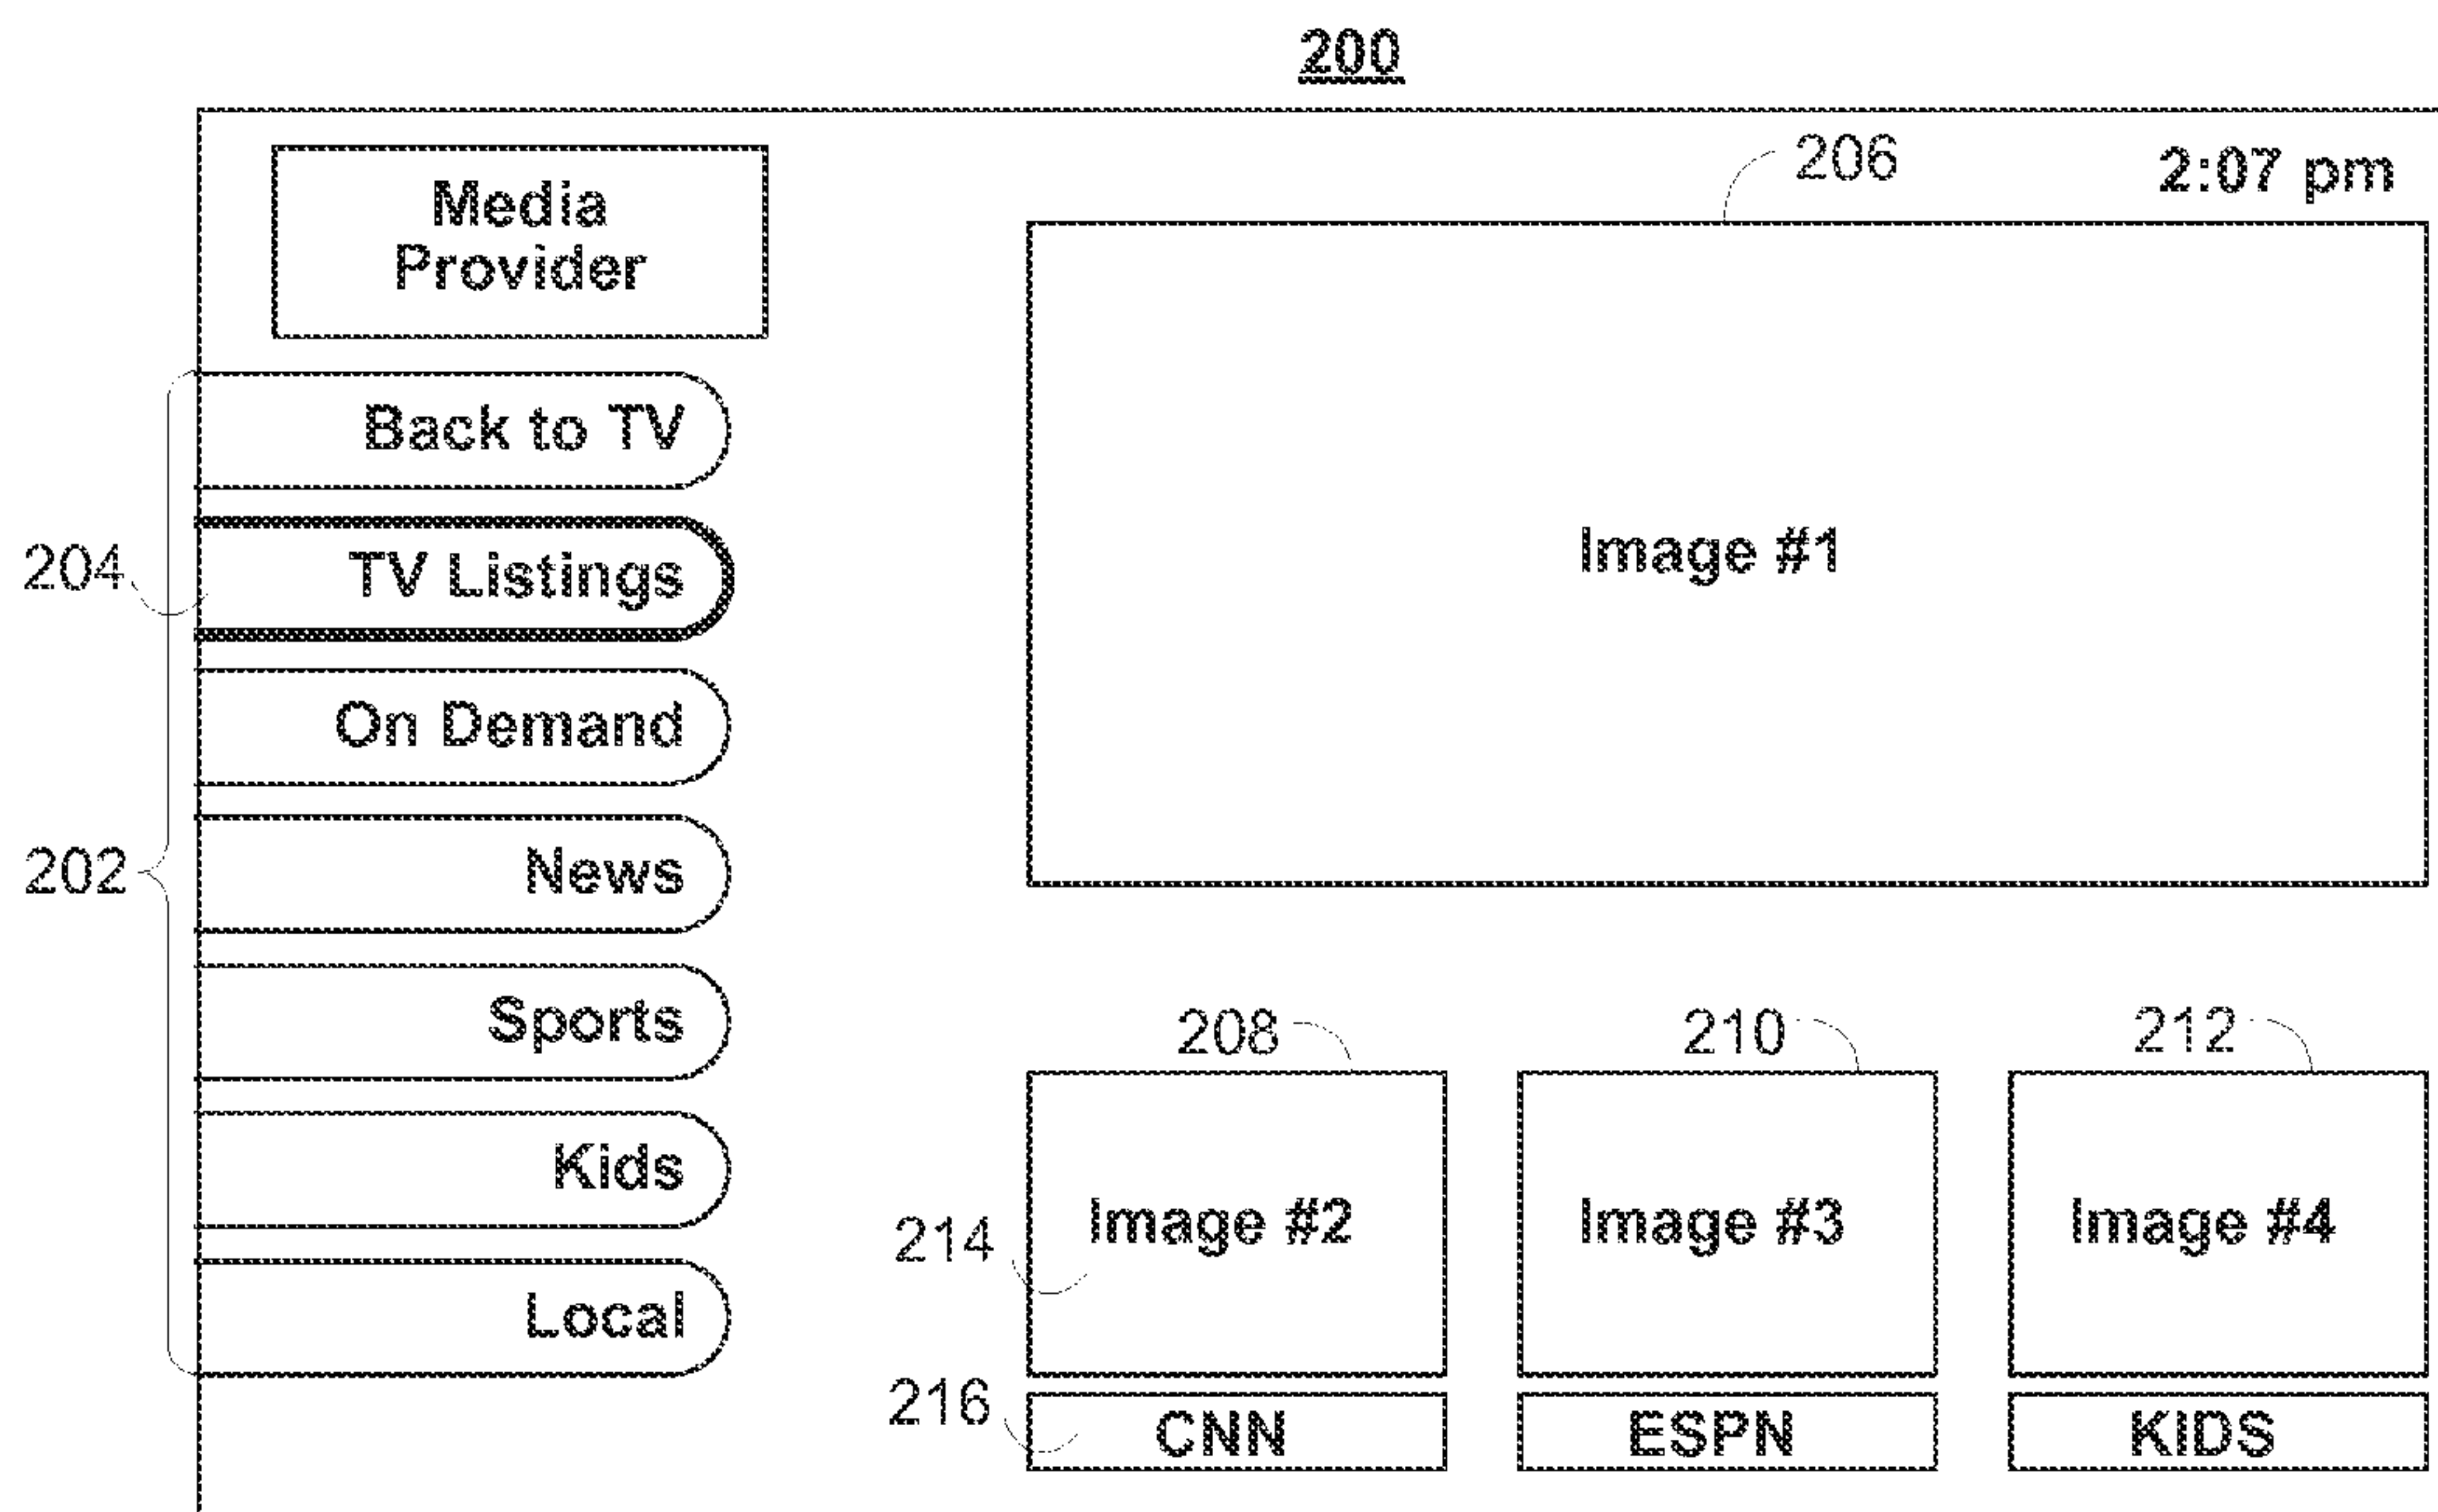 200
206
2:07 pm
Media
Provider
Image #1
Back to TV
204
TV Listings
On Demand
202
News
Sports
Kids
Local
208
210
212
Image #2
Image #3
Image #4
214
216
CNN
ESPN
KIDS